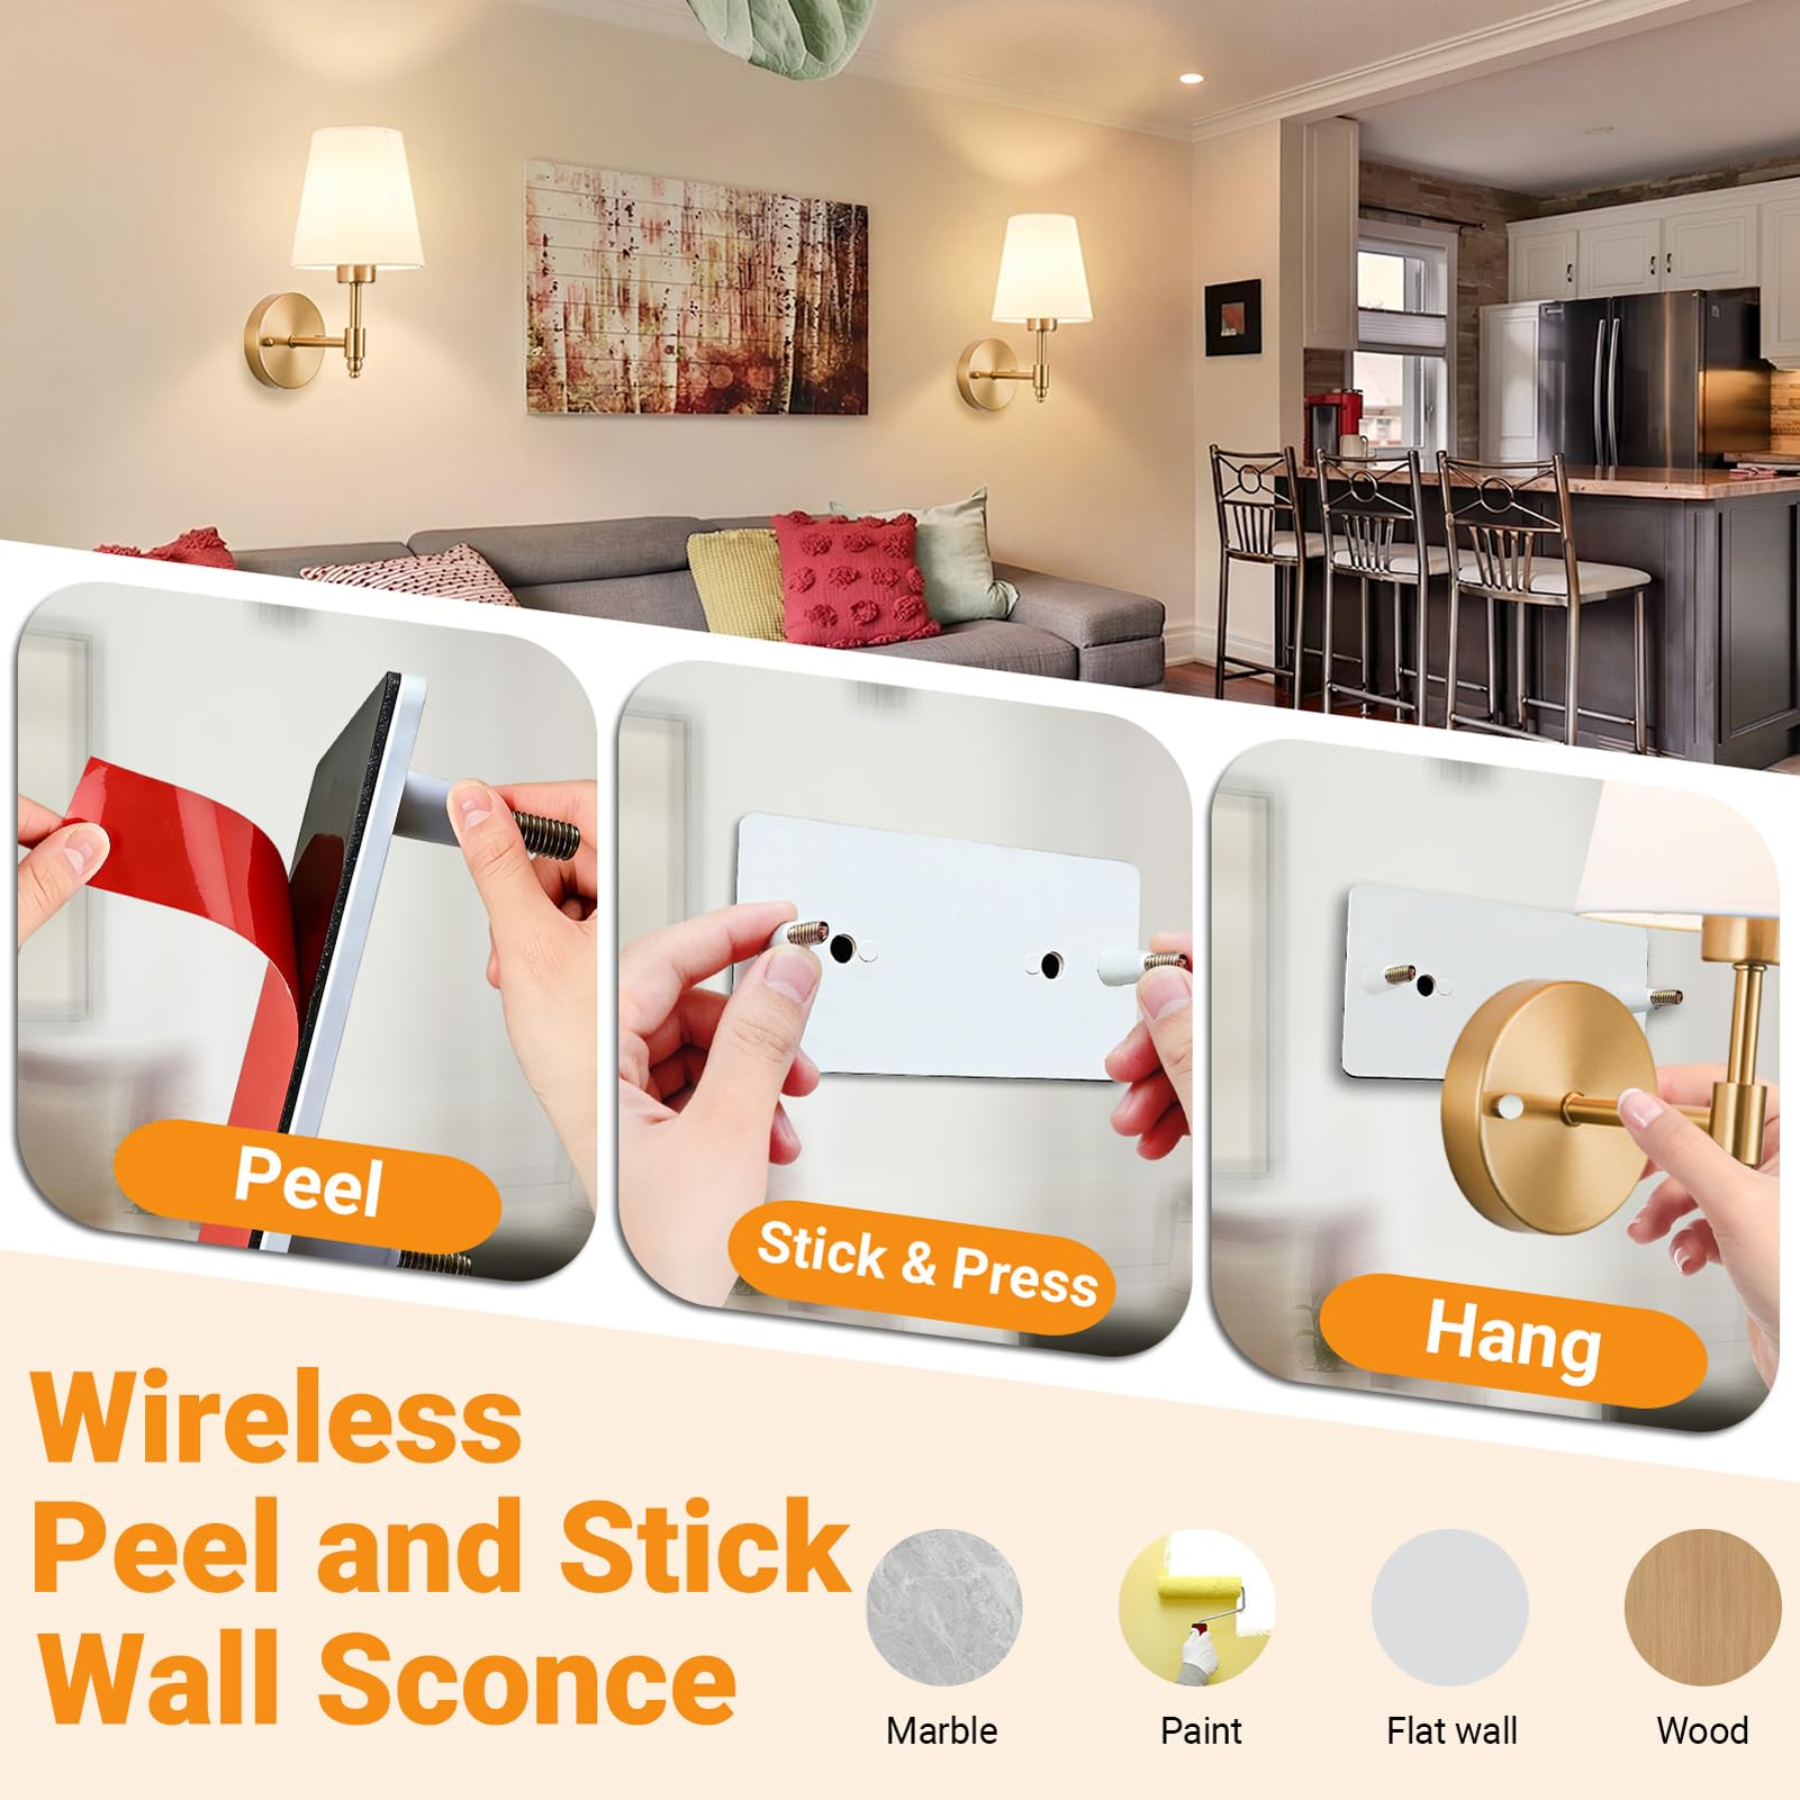 Peel
Stick & Press
Hang
Wireless
Peel and Stick
Wall Sconce
Marble
Paint
Flat wall
Wood